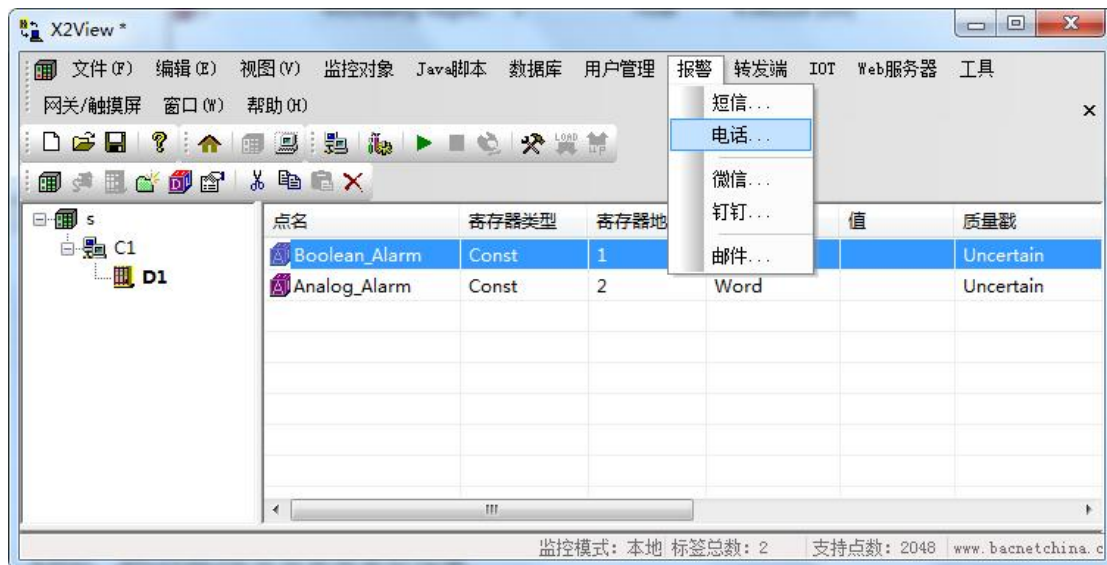 X2View *
文件(F) 编辑(E) 视图(V) 监控对象 Java脚本 数据库 用户管理 报警 转发端 IOT Web服务器 工具
网关/触摸屏 窗口(W) 帮助(H)
短信...
电话...
微信...
钉钉...
邮件...
LOAD
s
C1
D1
点名 寄存器类型 寄存器地 值 质量戳
Boolean_Alarm Const 1 Uncertain
Analog_Alarm Const 2 Word Uncertain
监控模式: 本地 标签总数: 2 支持点数: 2048 www.bacnetchina.c